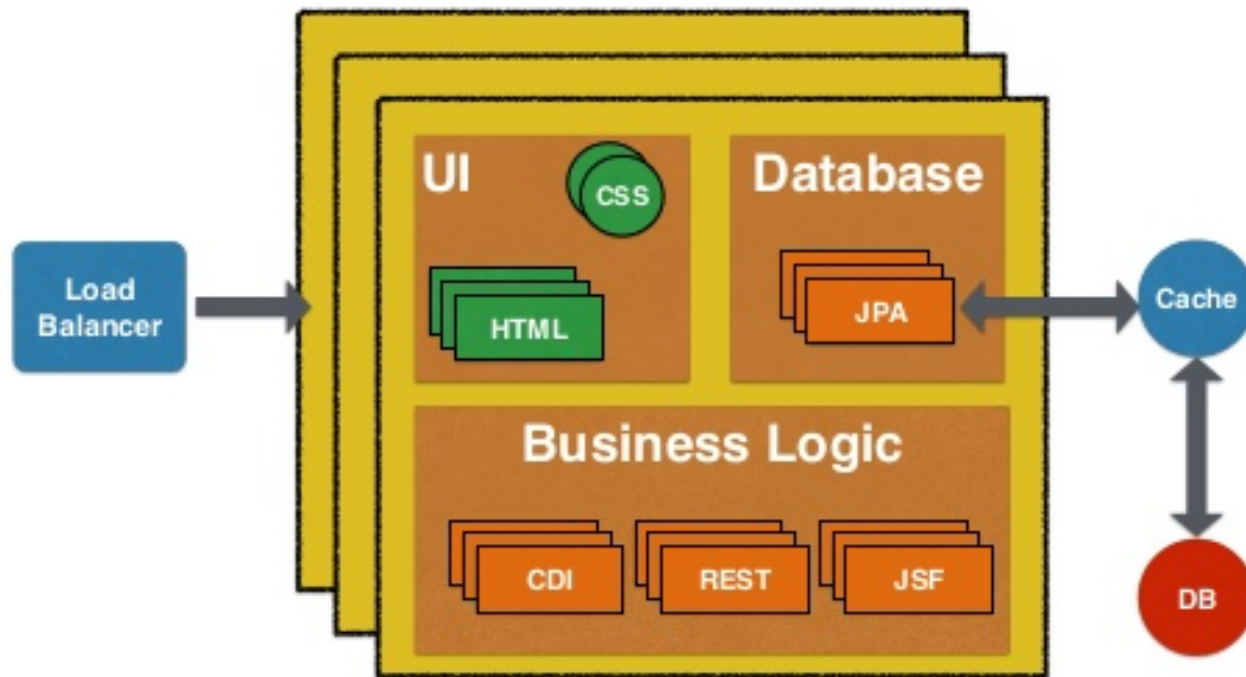 UI
CSS
HTML
Database
JPA
Load
Balancer
Cache
Business Logic
CDI
REST
JSF
DB